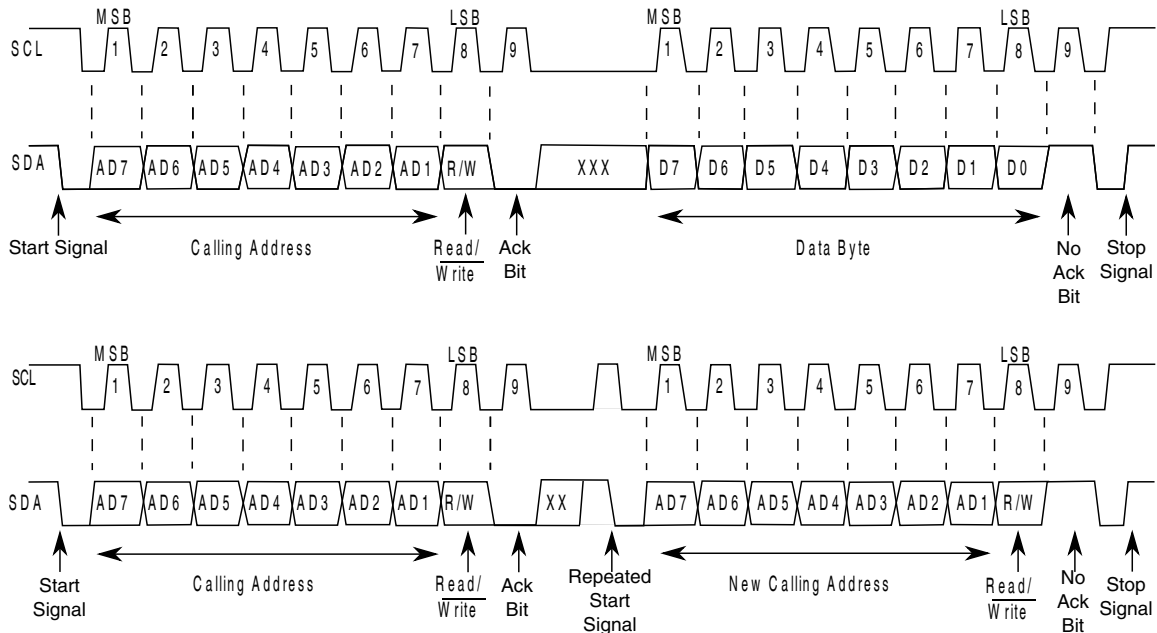 MSB LSB MSB LSB
SCL 1 2 3 4 5 6 7 8 9 1 2 3 4 5 6 7 8 9
SDA AD7 AD6 AD5 AD4 AD3 AD2 AD1 R/W XXX D7 D6 D5 D4 D3 D2 D1 D0
Start Signal Calling Address Read/ Ack Data Byte No Stop
Write Bit Ack Signal
Bit
MSB LSB MSB LSB
SCL 1 2 3 4 5 6 7 8 9 1 2 3 4 5 6 7 8 9
SDA AD7 AD6 AD5 AD4 AD3 AD2 AD1 R/W XX AD7 AD6 AD5 AD4 AD3 AD2 AD1 R/W
Start Calling Address Read/ Ack Repeated New Calling Address Read/ No Stop
Signal Write Bit Start Write Ack Signal
Signal Bit